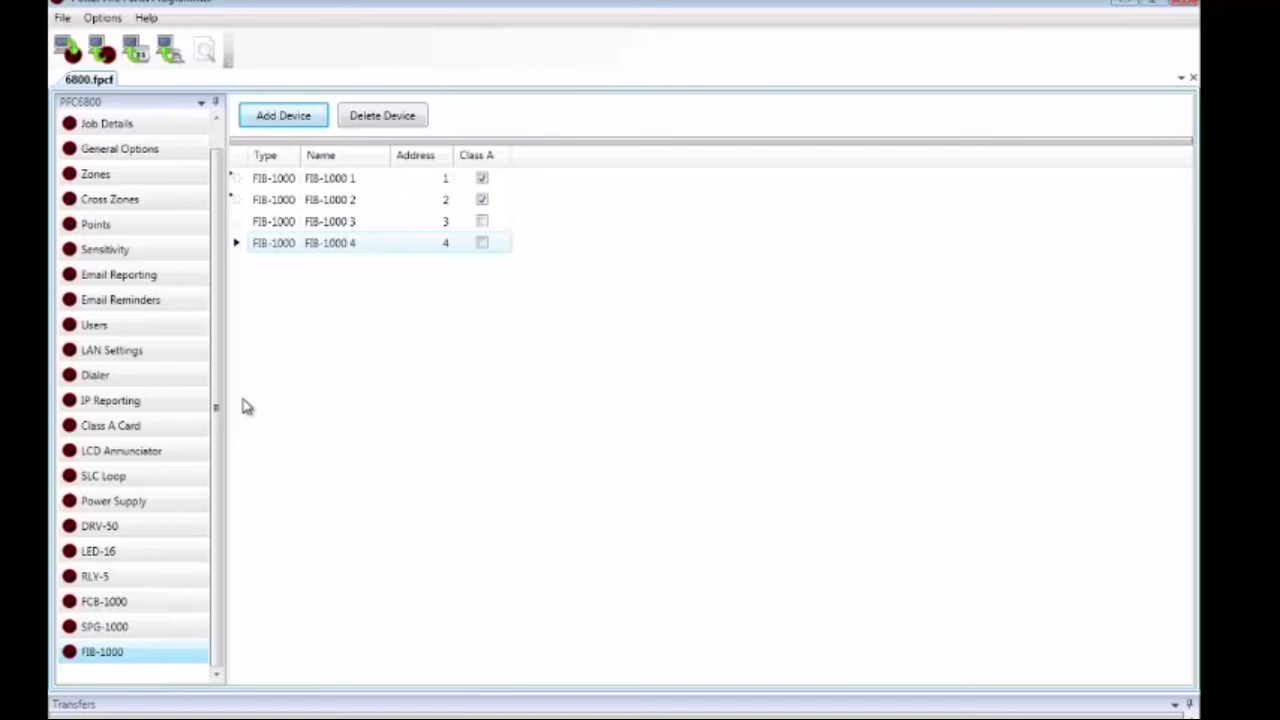 File Options Help
6800.fpcf
PFC6800
Job Details
General Options
Zones
Cross Zones
Points
Sensitivity
Email Reporting
Email Reminders
Users
LAN Settings
Dialer
IP Reporting
Class A Card
LCD Annunciator
SLC Loop
Power Supply
DRV-50
LED-16
RLY-5
FCB-1000
SPG-1000
FIB-1000
Add Device Delete Device
Type Name Address Class A
FIB-1000 FIB-1000 1 1
FIB-1000 FIB-1000 2 2
FIB-1000 FIB-1000 3 3
FIB-1000 FIB-1000 4 4
Transfers